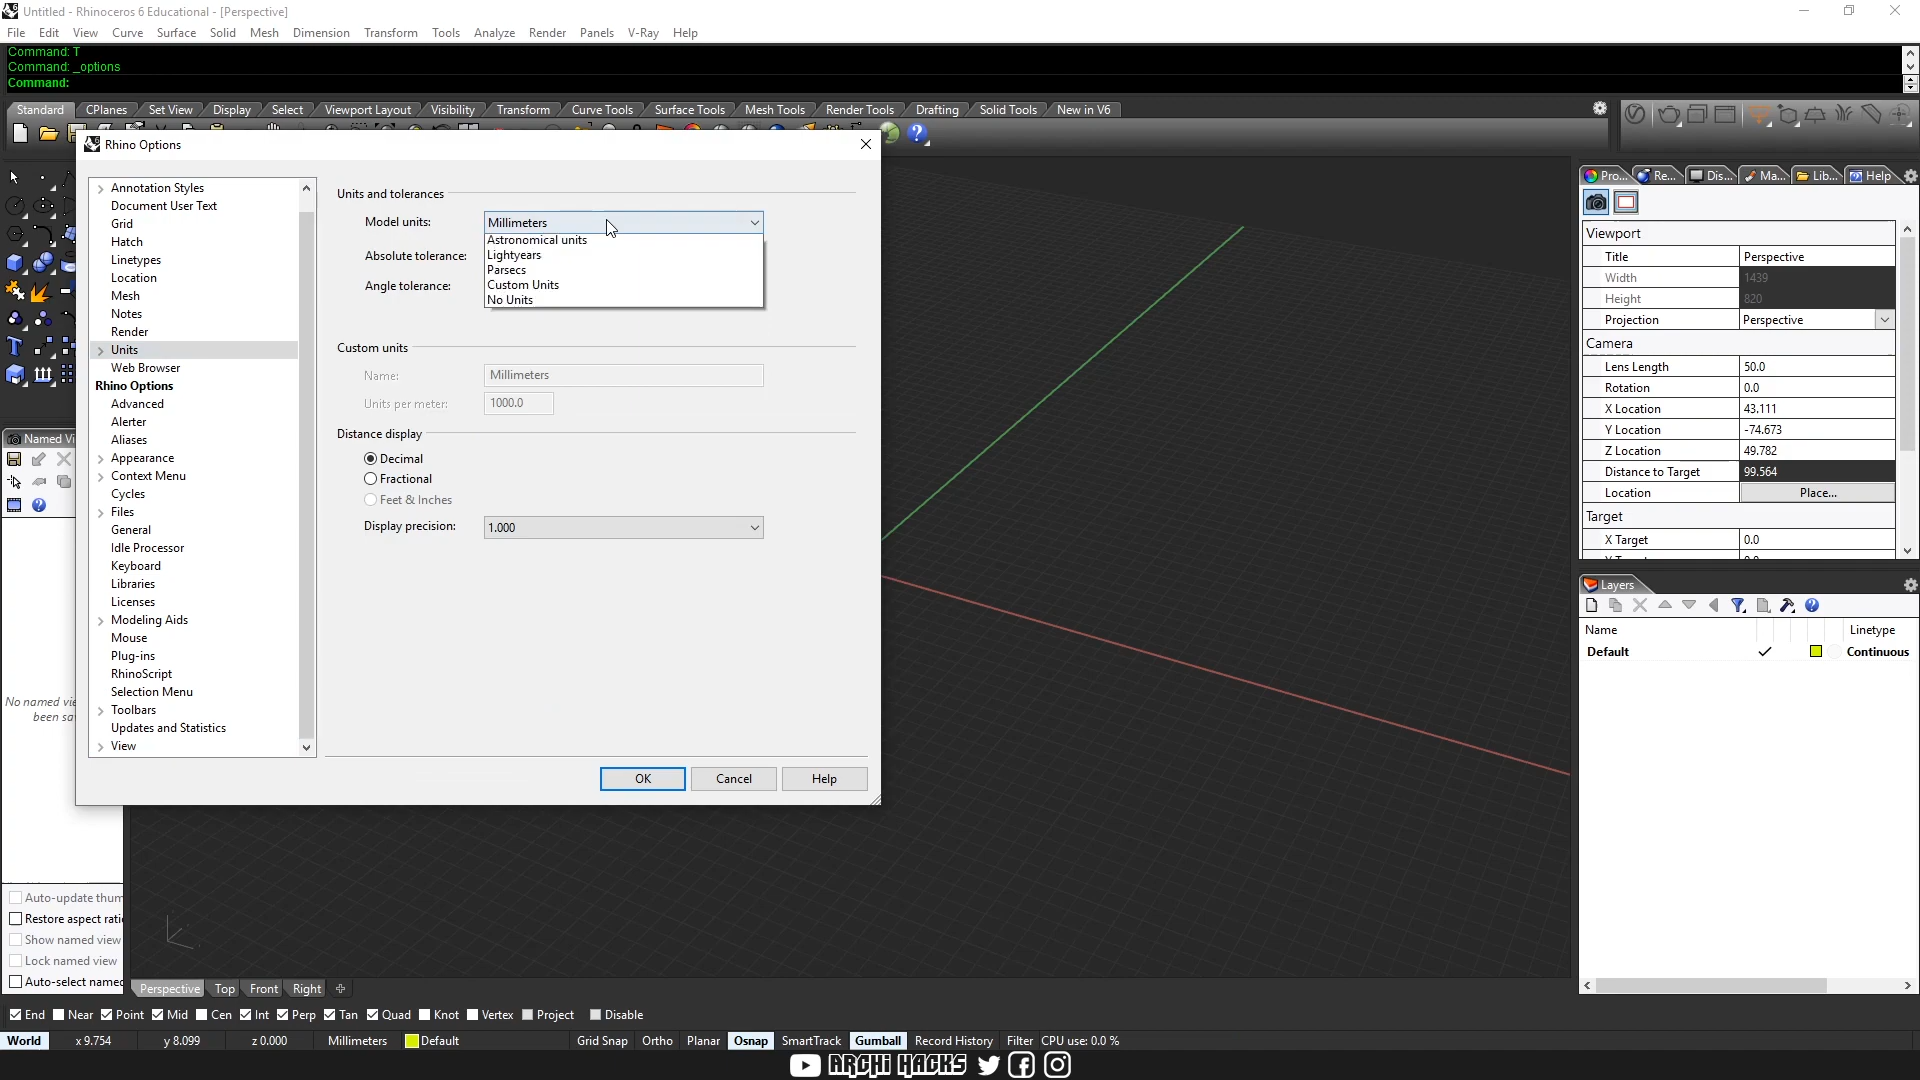 Untitled - Rhinoceros 6 Educational - [Perspective]
File Edit View Curve Surface Solid Mesh Dimension Transform Tools Analyze Render Panels V-Ray Help
Command: T
Command: _options
Command:
Standard CPlanes Set View Display Select Viewport Layout Visibility Transform Curve Tools Surface Tools Mesh Tools Render Tools Drafting Solid Tools New in V6
Rhino Options
Annotation Styles
Document User Text
Grid
Hatch
Linetypes
Location
Mesh
Notes
Render
Units
Web Browser
Rhino Options
Advanced
Alerter
Aliases
Appearance
Context Menu
Cycles
Files
General
Idle Processor
Keyboard
Libraries
Licenses
Modeling Aids
Mouse
Plug-ins
RhinoScript
Selection Menu
Toolbars
Updates and Statistics
View
Units and tolerances
Model units: Millimeters
Astronomical units
Lightyears
Parsecs
Custom Units
No Units
Absolute tolerance:
Angle tolerance:
Custom units
Name: Millimeters
Units per meter: 1000.0
Distance display
Decimal
Fractional
Feet & Inches
Display precision: 1.000
OK Cancel Help
Named Vi
No named vie
been sa
Auto-update thum
Restore aspect rati
Show named view
Lock named view
Auto-select named
Pro... Re... Dis... Ma... Lib... Help
Viewport
Title Perspective
Width 1439
Height 820
Projection Perspective
Camera
Lens Length 50.0
Rotation 0.0
X Location 43.111
Y Location -74.673
Z Location 49.782
Distance to Target 99.564
Location Place...
Target
X Target 0.0
Layers
Name Linetype
Default Continuous
Perspective Top Front Right
End Near Point Mid Cen Int Perp Tan Quad Knot Vertex Project Disable
World x 9.754 y 8.099 z 0.000 Millimeters Default Grid Snap Ortho Planar Osnap SmartTrack Gumball Record History Filter CPU use: 0.0 %
ARCHI HACKS